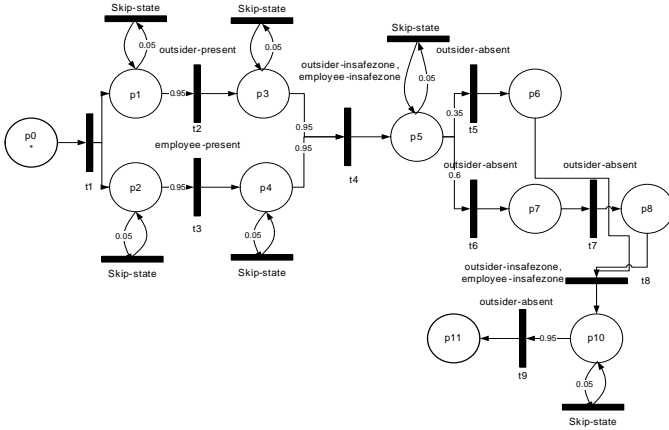 Skip-state
Skip-state
Skip-state
0.05
0.05
0.05
outsider-present
outsider-absent
outsider-insafezone,
employee-insafezone
p1
0.95
t2
p3
p6
0.35
t5
p0
*
0.95
0.95
t4
p5
employee-present
outsider-absent
outsider-absent
t1
p2
0.95
t3
p4
0.6
t6
p7
t7
p8
0.05
0.05
Skip-state
Skip-state
outsider-insafezone,
employee-insafezone
t8
outsider-absent
p11
t9
0.95
p10
0.05
Skip-state